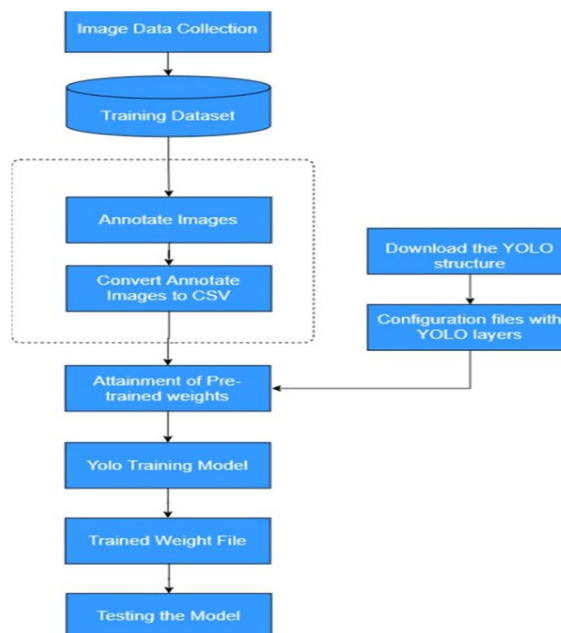 Image Data Collection
Training Dataset
Annotate Images
Convert Annotate
Images to CSV
Download the YOLO
structure
Configuration files with
YOLO layers
Attainment of Pre-
trained weights
Yolo Training Model
Trained Weight File
Testing the Model